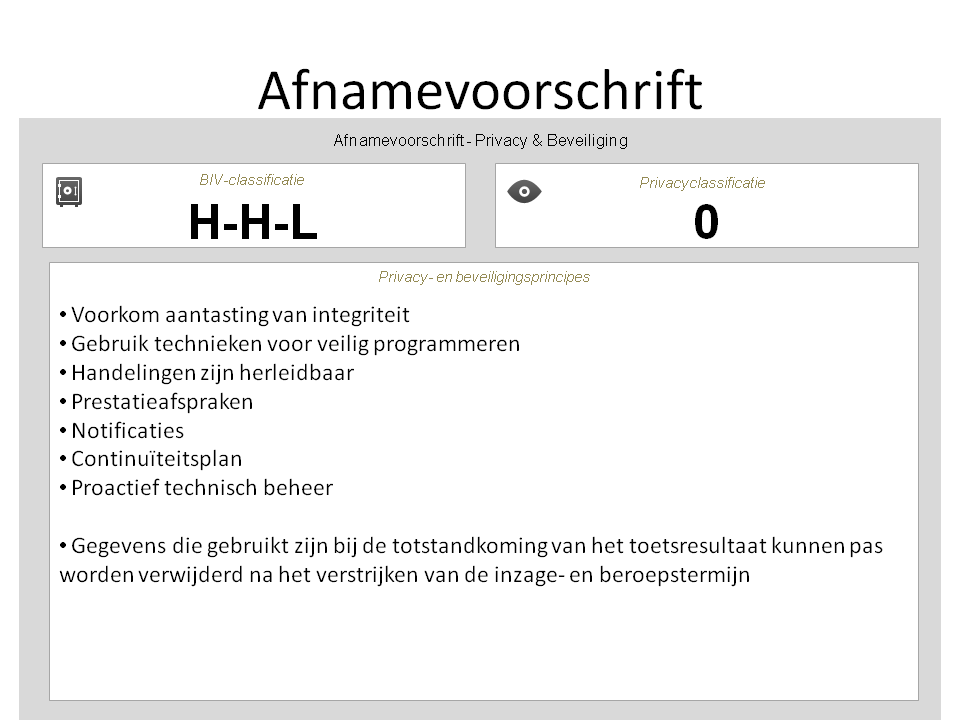 Afnamevoorschrift
Afnamevoorschrift - Privacy & Beveiliging
BIV-classificatie
H-H-L
Privacyclassificatie
0
Privacy- en beveiligingsprincipes
• Voorkom aantasting van integriteit
• Gebruik technieken voor veilig programmeren
• Handelingen zijn herleidbaar
• Prestatieafspraken
• Notificaties
• Continuïteitsplan
• Proactief technisch beheer
• Gegevens die gebruikt zijn bij de totstandkoming van het toetsresultaat kunnen pas
worden verwijderd na het verstrijken van de inzage- en beroepstermijn